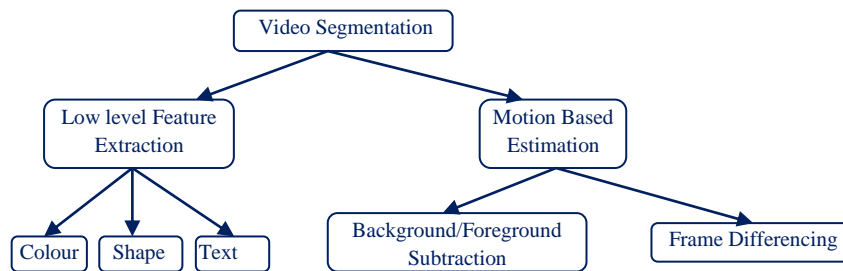 Video Segmentation
Low level Feature
Extraction
Motion Based
Estimation
Colour
Shape
Text
Background/Foreground
Subtraction
Frame Differencing